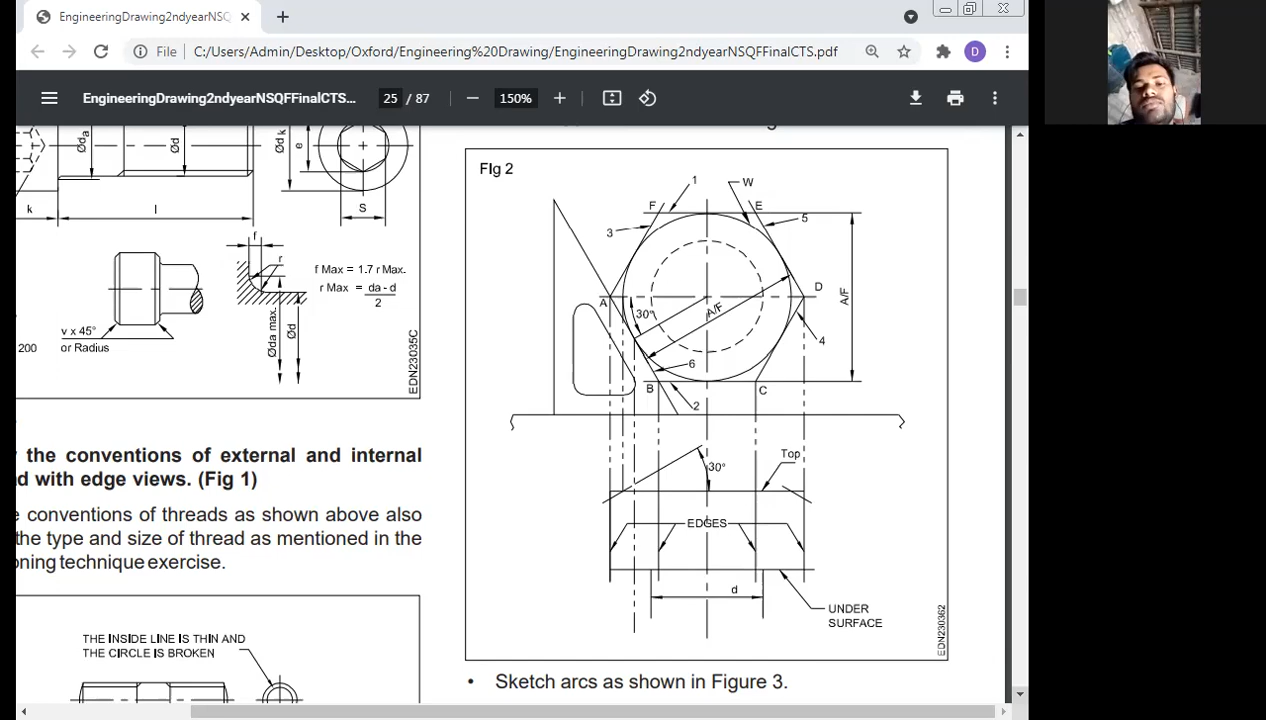 EngineeringDrawing2ndyearNSQ
File C:/Users/Admin/Desktop/Oxford/Engineering%20Drawing/EngineeringDrawing2ndyearNSQFFinalCTS.pdf
D
EngineeringDrawing2ndyearNSQFFinalCTS... 25 / 87 150%
Øda
Ød
Ødk
e
k
l
S
f
r
f Max = 1.7 r Max.
r Max = da - d
2
v x 45°
or Radius
200
Øda max.
Ød
EDN23035C
the conventions of external and internal
d with edge views. (Fig 1)
e conventions of threads as shown above also
the type and size of thread as mentioned in the
oning technique exercise.
THE INSIDE LINE IS THIN AND
THE CIRCLE IS BROKEN
FIg 2
1
W
F
E
3
5
A
D
30°
A/F
A/F
4
6
B
C
2
30°
Top
EDGES
d
UNDER
SURFACE
EDN230362
• Sketch arcs as shown in Figure 3.